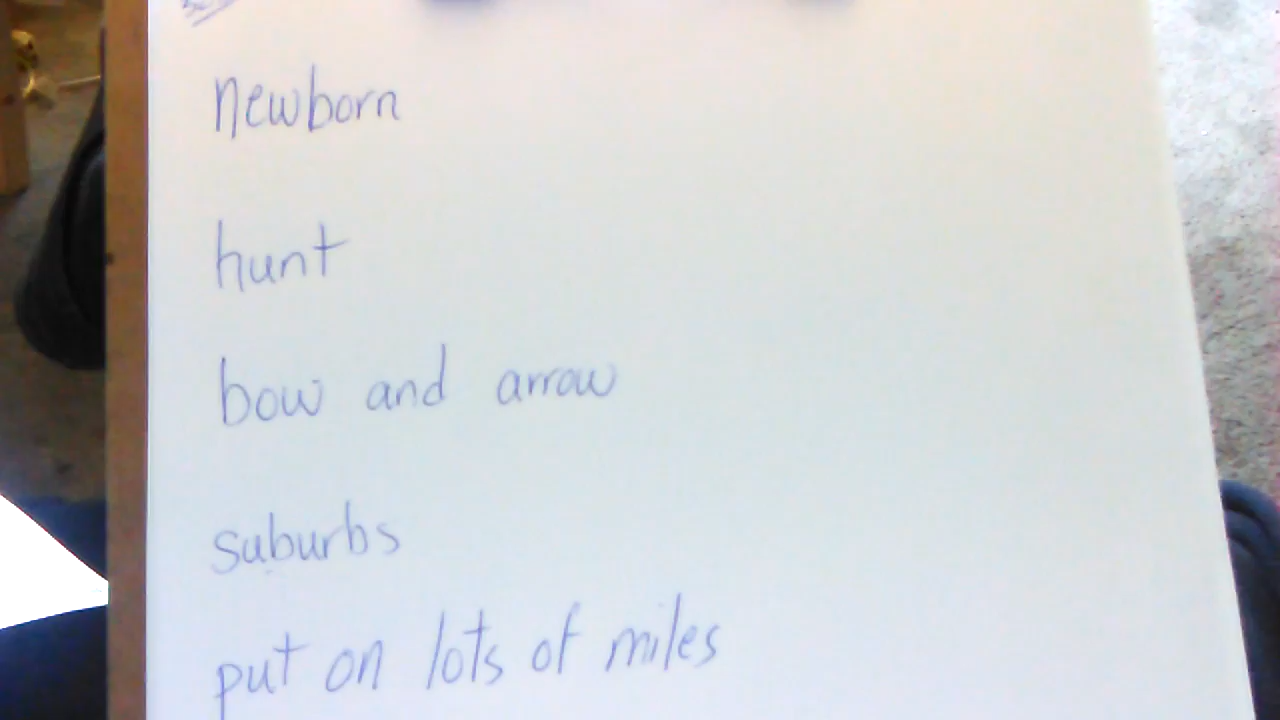 newborn
hunt
bow and arrow
suburbs
put on lots of miles